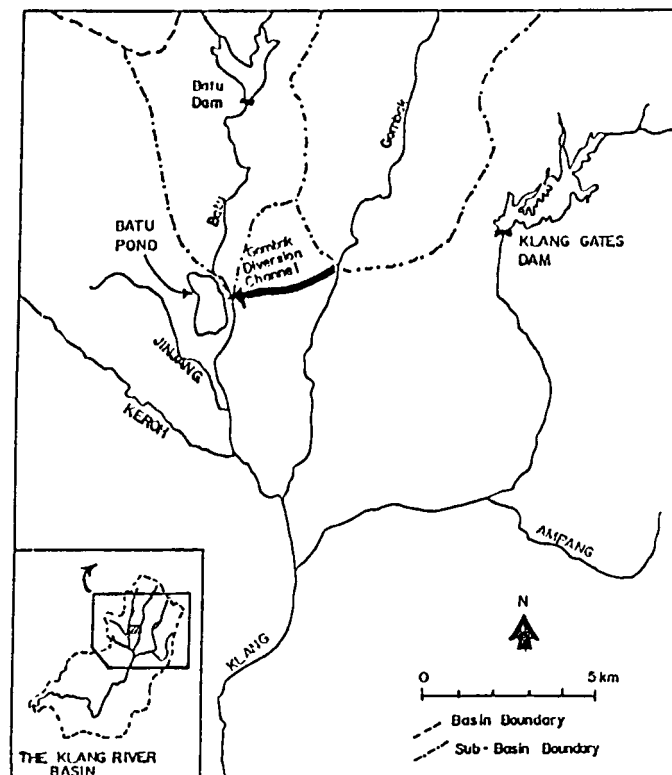 Batu
Dam
Gombak
Batu
BATU
POND
Gombak
Diversion
Channel
KLANG GATES
DAM
JINJANG
KEROH
AMPANG
KLANG
N
0 5 km
Basin Boundary
Sub-Basin Boundary
THE KLANG RIVER
BASIN